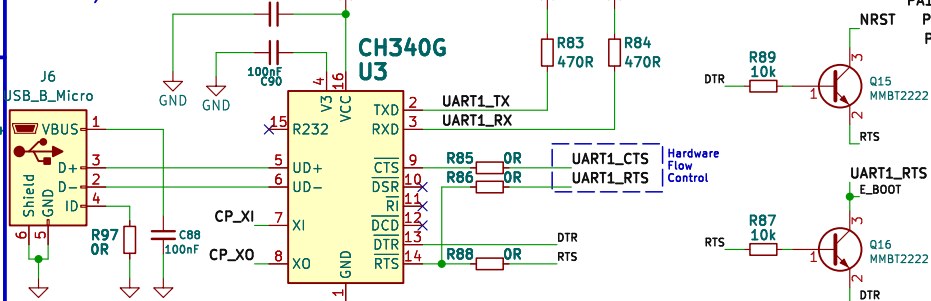 CH340G
U3
J6
USB_B_Micro
VBUS 1
D+ 3
D- 2
ID 4
Shield
GND
6
5
R97
0R
C88
100nF
GND
GND
100nF
C90
4
16
V3
VCC
15 R232
5 UD+
6 UD-
CP_XI
7 XI
CP_XO
8 XO
GND
1
TXD 2
RXD 3
CTS 9
DSR 10
RI 11
DCD 12
DTR 13
RTS 14
UART1_TX
UART1_RX
R83
470R
R84
470R
R85 0R
R86 0R
R88 0R
UART1_CTS
UART1_RTS
Hardware
Flow
Control
DTR
RTS
NRST
DTR
R89
10k
1
3
2
Q15
MMBT2222
RTS
UART1_RTS
E_BOOT
RTS
R87
10k
1
3
2
Q16
MMBT2222
DTR